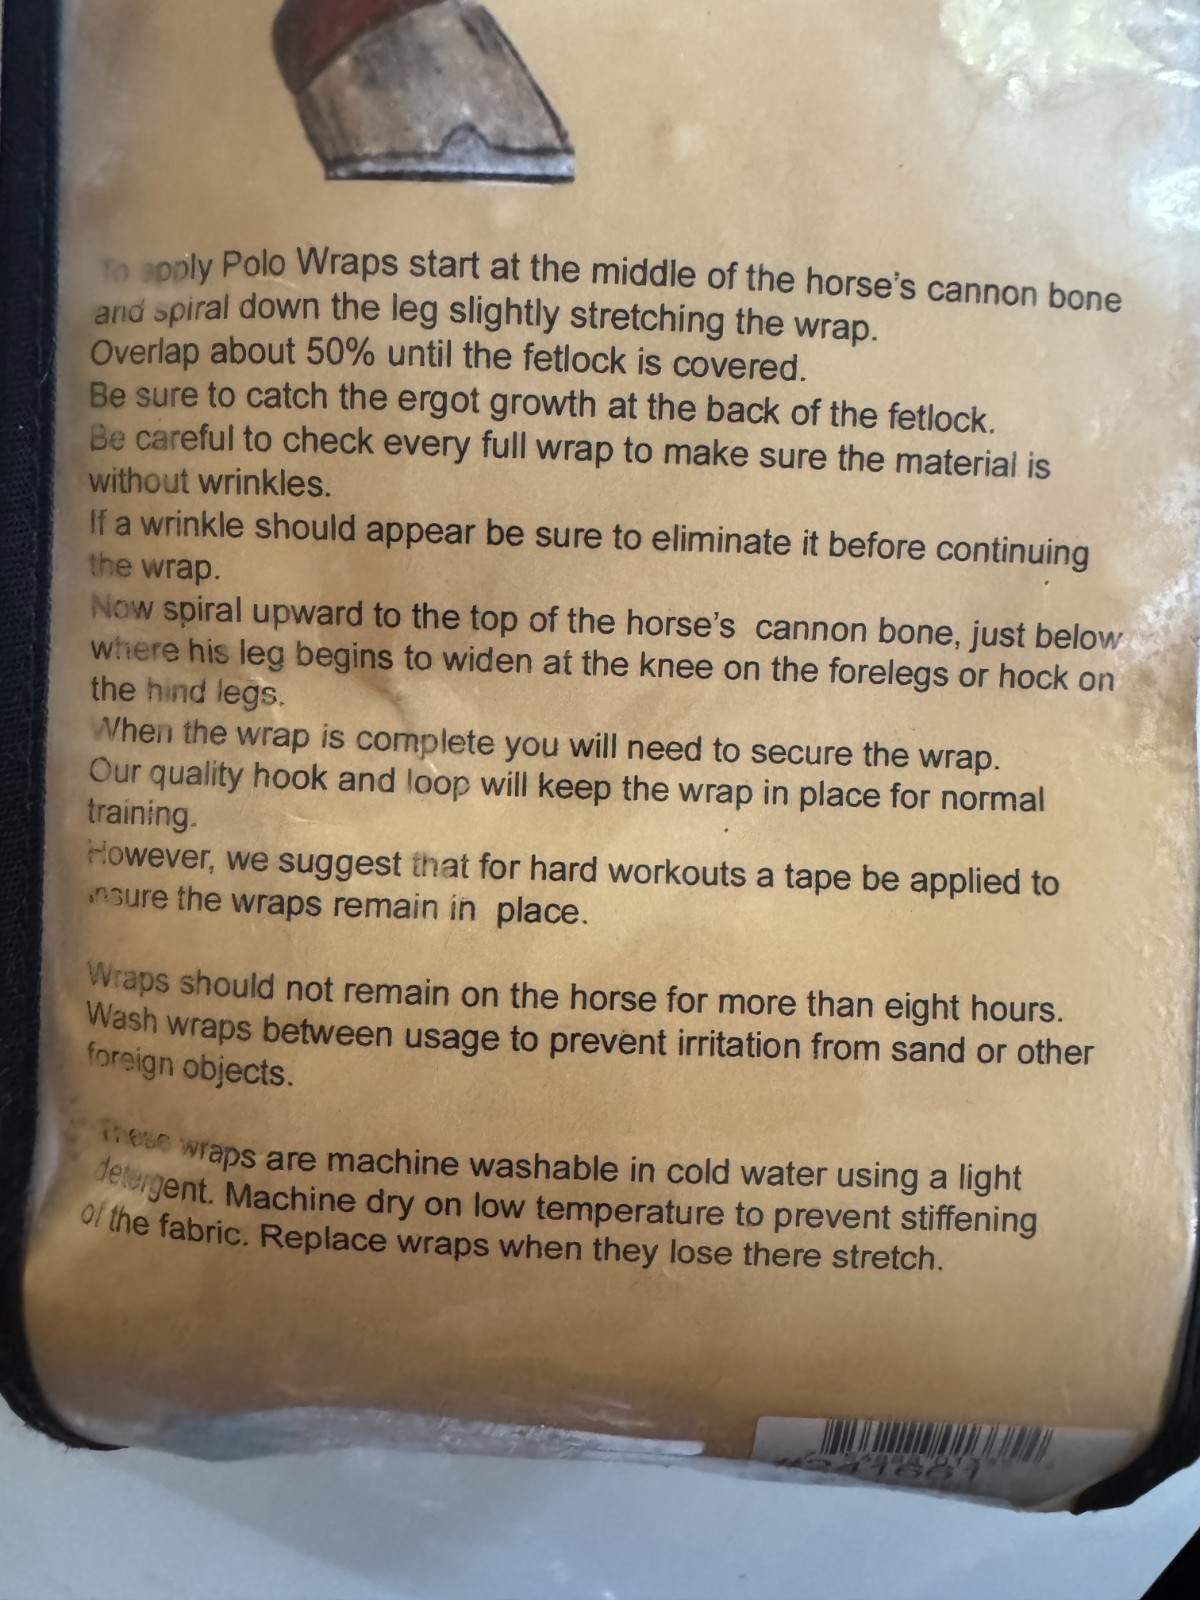 To apply Polo Wraps start at the middle of the horse's cannon bone
and spiral down the leg slightly stretching the wrap.
Overlap about 50% until the fetlock is covered.
Be sure to catch the ergot growth at the back of the fetlock.
Be careful to check every full wrap to make sure the material is
without wrinkles.
If a wrinkle should appear be sure to eliminate it before continuing
the wrap.
Now spiral upward to the top of the horse's cannon bone, just below
where his leg begins to widen at the knee on the forelegs or hock on
the hind legs.
When the wrap is complete you will need to secure the wrap.
Our quality hook and loop will keep the wrap in place for normal
training.
However, we suggest that for hard workouts a tape be applied to
insure the wraps remain in place.
Wraps should not remain on the horse for more than eight hours.
Wash wraps between usage to prevent irritation from sand or other
foreign objects.
These wraps are machine washable in cold water using a light
detergent. Machine dry on low temperature to prevent stiffening
of the fabric. Replace wraps when they lose there stretch.